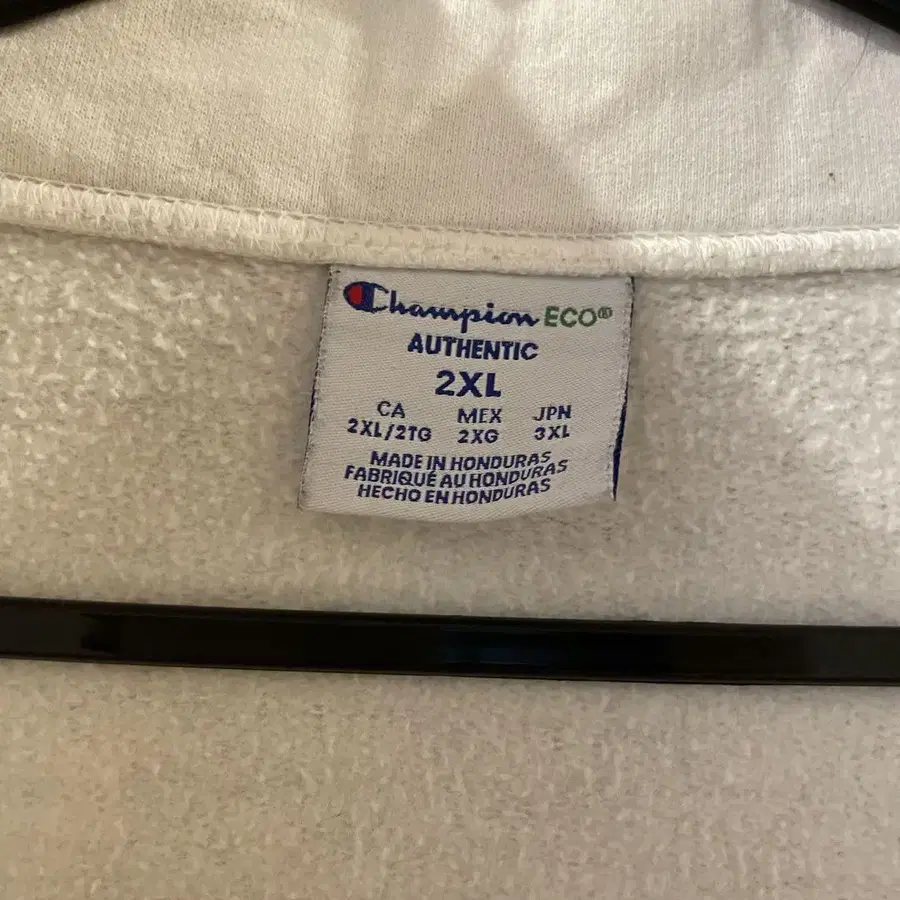 Champion ECO®
AUTHENTIC
2XL
CA MEX JPN
2XL/2TG 2XG 3XL
MADE IN HONDURAS
FABRIQUÉ AU HONDURAS
HECHO EN HONDURAS